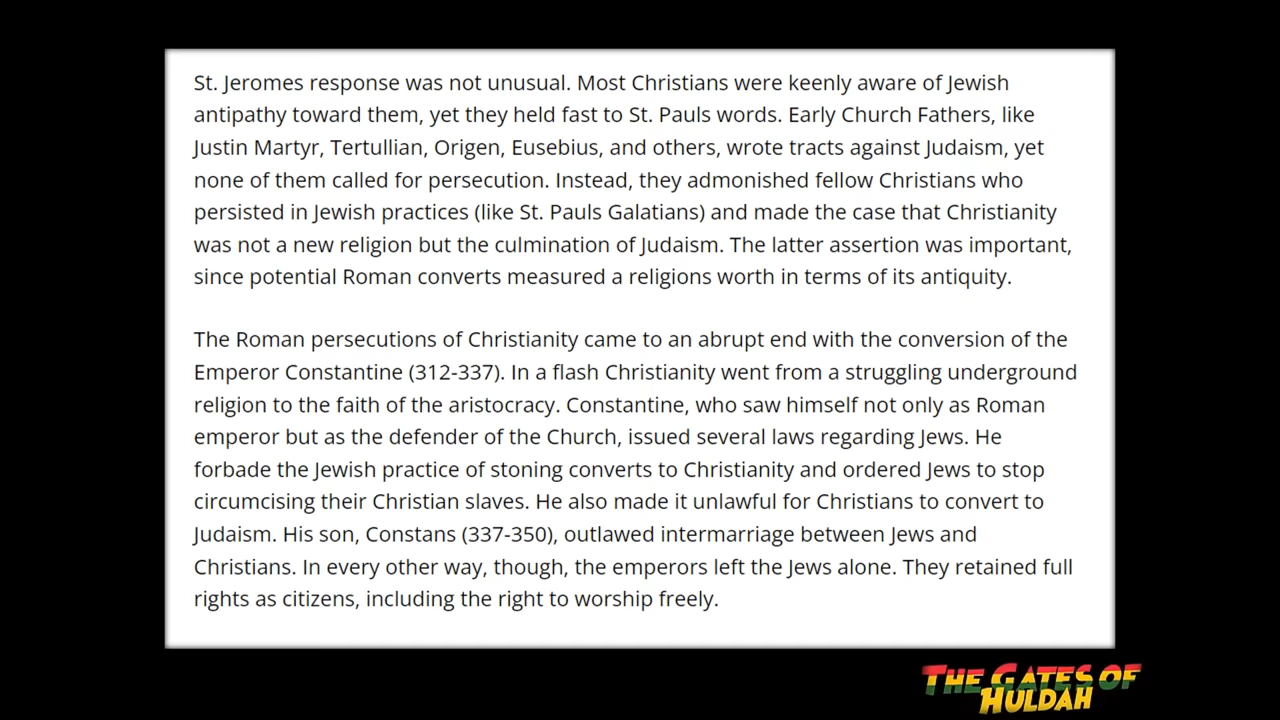 St. Jeromes response was not unusual. Most Christians were keenly aware of Jewish
antipathy toward them, yet they held fast to St. Pauls words. Early Church Fathers, like
Justin Martyr, Tertullian, Origen, Eusebius, and others, wrote tracts against Judaism, yet
none of them called for persecution. Instead, they admonished fellow Christians who
persisted in Jewish practices (like St. Pauls Galatians) and made the case that Christianity
was not a new religion but the culmination of Judaism. The latter assertion was important,
since potential Roman converts measured a religions worth in terms of its antiquity.
The Roman persecutions of Christianity came to an abrupt end with the conversion of the
Emperor Constantine (312-337). In a flash Christianity went from a struggling underground
religion to the faith of the aristocracy. Constantine, who saw himself not only as Roman
emperor but as the defender of the Church, issued several laws regarding Jews. He
forbade the Jewish practice of stoning converts to Christianity and ordered Jews to stop
circumcising their Christian slaves. He also made it unlawful for Christians to convert to
Judaism. His son, Constans (337-350), outlawed intermarriage between Jews and
Christians. In every other way, though, the emperors left the Jews alone. They retained full
rights as citizens, including the right to worship freely.
THE GATES OF
HULDAH